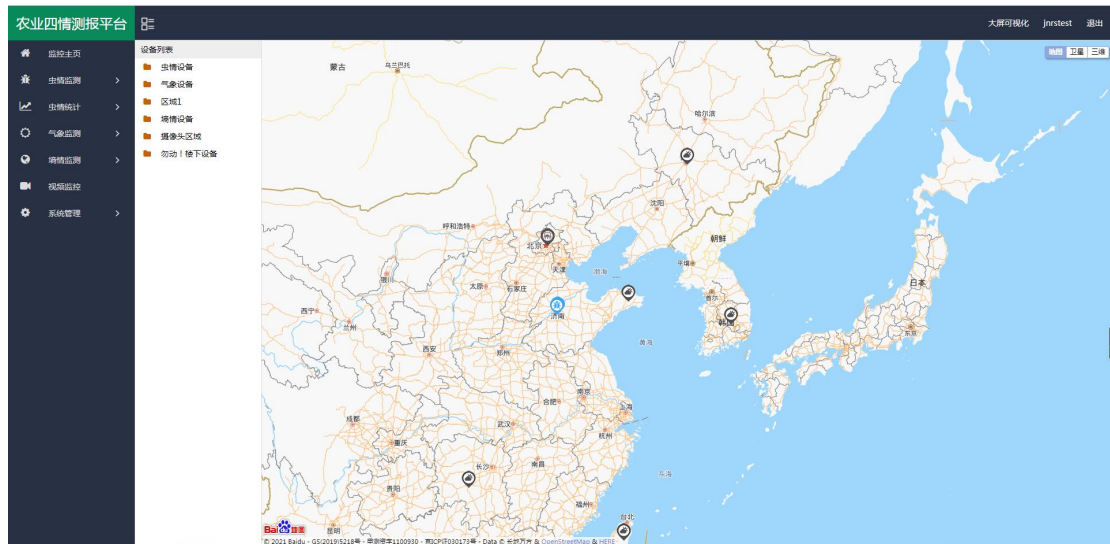 农业四情测报平台
大屏可视化 jnrstest 退出
监控主页
虫情监测
虫情统计
气象监测
墒情监测
视频监控
系统管理
设备列表
虫情设备
气象设备
区域1
墒情设备
摄像头区域
勿动!楼下设备
地图 卫星 三维
蒙古
乌兰巴托
哈尔滨
沈阳
呼和浩特
北京
朝鲜
平壤
天津
渤海
银川
太原
石家庄
首尔
日本
西宁
济南
韩国
兰州
东京
西安
郑州
黄海
南京
合肥
上海
成都
武汉
杭州
重庆
长沙
南昌
东海
贵阳
福州
台北
昆明
Bai 地图
© 2021 Baidu - GS(2019)5218号 - 甲测资字1100930 - 京ICP证030173号 - Data © 长地万方 & OpenStreetMap & HERE